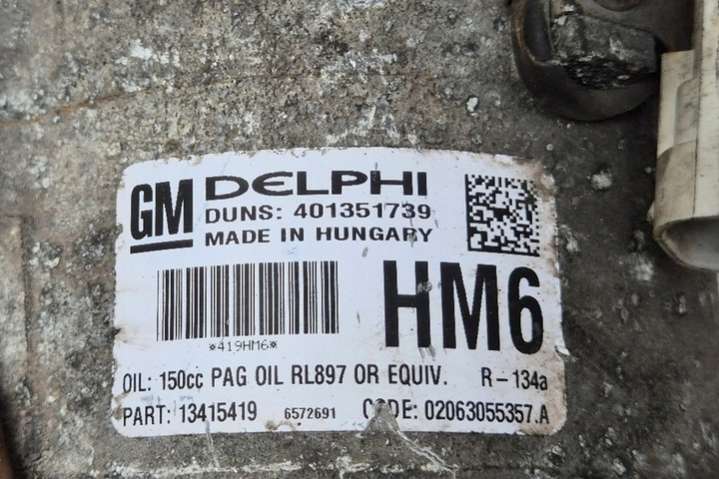 GM DELPHI
DUNS: 401351739
MADE IN HUNGARY
HM6
*419HM6*
OIL: 150cc PAG OIL RL897 OR EQUIV. R-134a
PART: 13415419 6572691 CODE: 02063055357.A